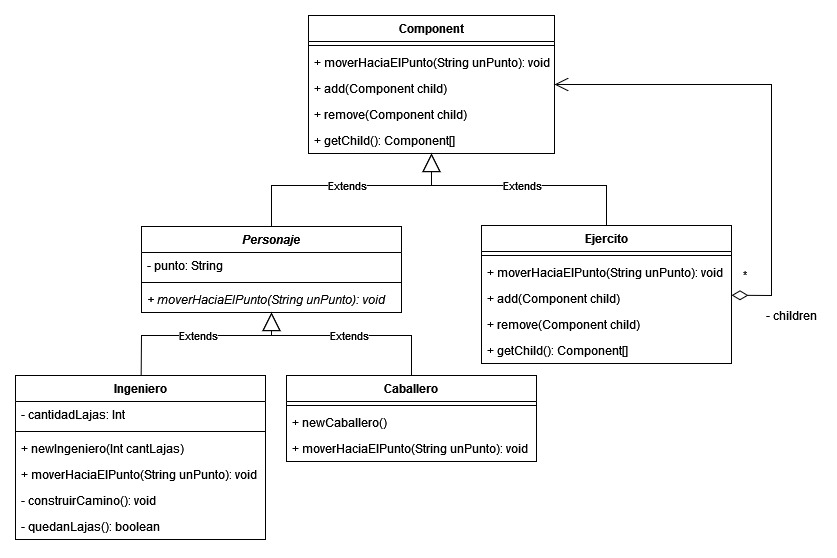 Component
+ moverHaciaElPunto(String unPunto): void
+ add(Component child)
+ remove(Component child)
+ getChild(): Component[]
Extends
Extends
Personaje
- punto: String
+ moverHaciaElPunto(String unPunto): void
Ejercito
+ moverHaciaElPunto(String unPunto): void
+ add(Component child)
+ remove(Component child)
+ getChild(): Component[]
*
- children
Extends
Extends
Ingeniero
- cantidadLajas: Int
+ newIngeniero(Int cantLajas)
+ moverHaciaElPunto(String unPunto): void
- construirCamino(): void
- quedanLajas(): boolean
Caballero
+ newCaballero()
+ moverHaciaElPunto(String unPunto): void